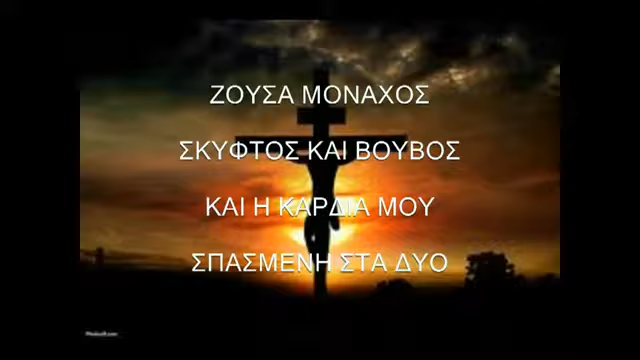 ΖΟΥΣΑ ΜΟΝΑΧΟΣ
ΣΚΥΦΤΟΣ ΚΑΙ ΒΟΥΒΟΣ
ΚΑΙ Η ΚΑΡΔΙΑ ΜΟΥ
ΣΠΑΣΜΕΝΗ ΣΤΑ ΔΥΟ